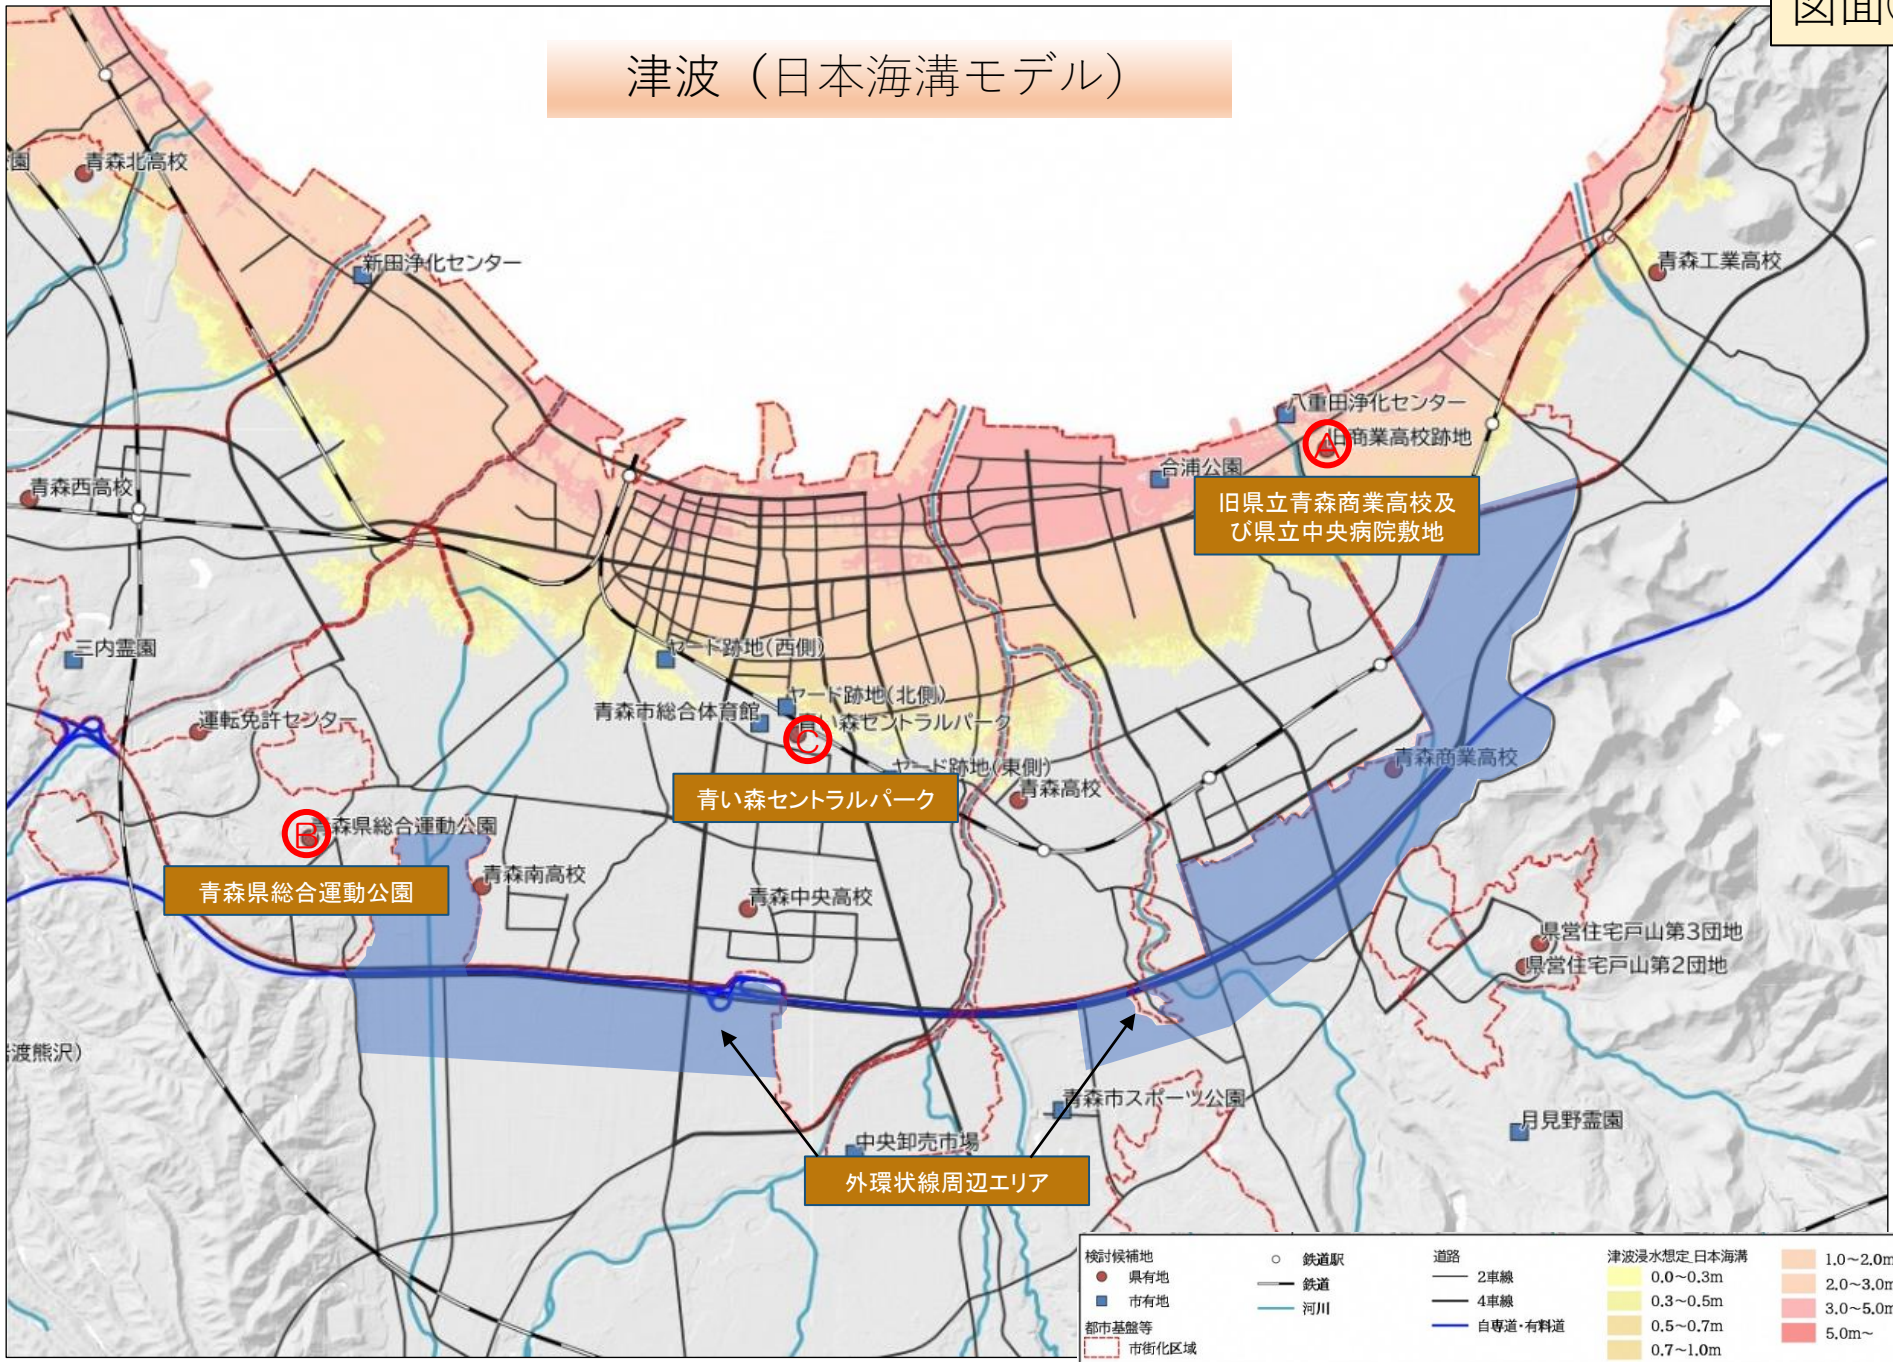 図面
津波（日本海溝モデル）
園
青森北高校
新田浄化センター
青森工業高校
八重田浄化センター
A
旧商業高校跡地
合浦公園
青森西高校
旧県立青森商業高校及
び県立中央病院敷地
三内霊園
ヤード跡地(西側)
ヤード跡地(北側)
青森市総合体育館
青い森セントラルパーク
C
運転免許センター
ヤード跡地(東側)
青森商業高校
青森高校
青い森セントラルパーク
B
青森県総合運動公園
青森県総合運動公園
青森南高校
青森中央高校
県営住宅戸山第3団地
県営住宅戸山第2団地
渡熊沢)
青森市スポーツ公園
月見野霊園
中央卸売市場
外環状線周辺エリア
検討候補地
県有地
市有地
都市基盤等
市街化区域
鉄道駅
鉄道
河川
道路
2車線
4車線
自専道・有料道
津波浸水想定_日本海溝
0.0～0.3m
0.3～0.5m
0.5～0.7m
0.7～1.0m
1.0～2.0m
2.0～3.0m
3.0～5.0m
5.0m～